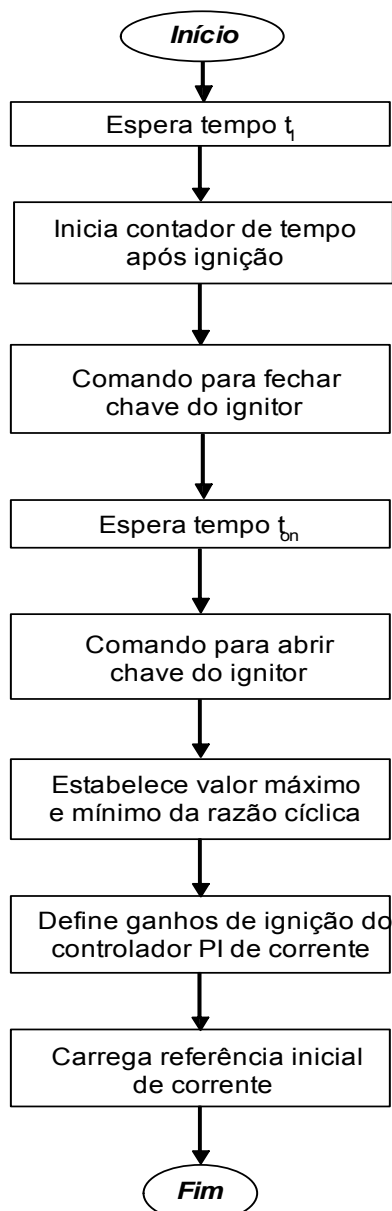 Início
Espera tempo t_i
Inicia contador de tempo
após ignição
Comando para fechar
chave do ignitor
Espera tempo t_on
Comando para abrir
chave do ignitor
Estabelece valor máximo
e mínimo da razão cíclica
Define ganhos de ignição do
controlador PI de corrente
Carrega referência inicial
de corrente
Fim